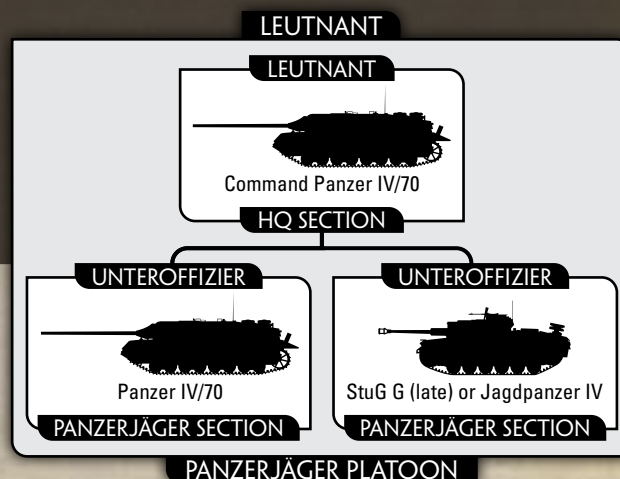 LEUTNANT
LEUTNANT
Command Panzer IV/70
HQ SECTION
UNTEROFFIZIER
Panzer IV/70
PANZERJÄGER SECTION
UNTEROFFIZIER
StuG G (late) or Jagdpanzer IV
PANZERJÄGER SECTION
PANZERJÄGER PLATOON